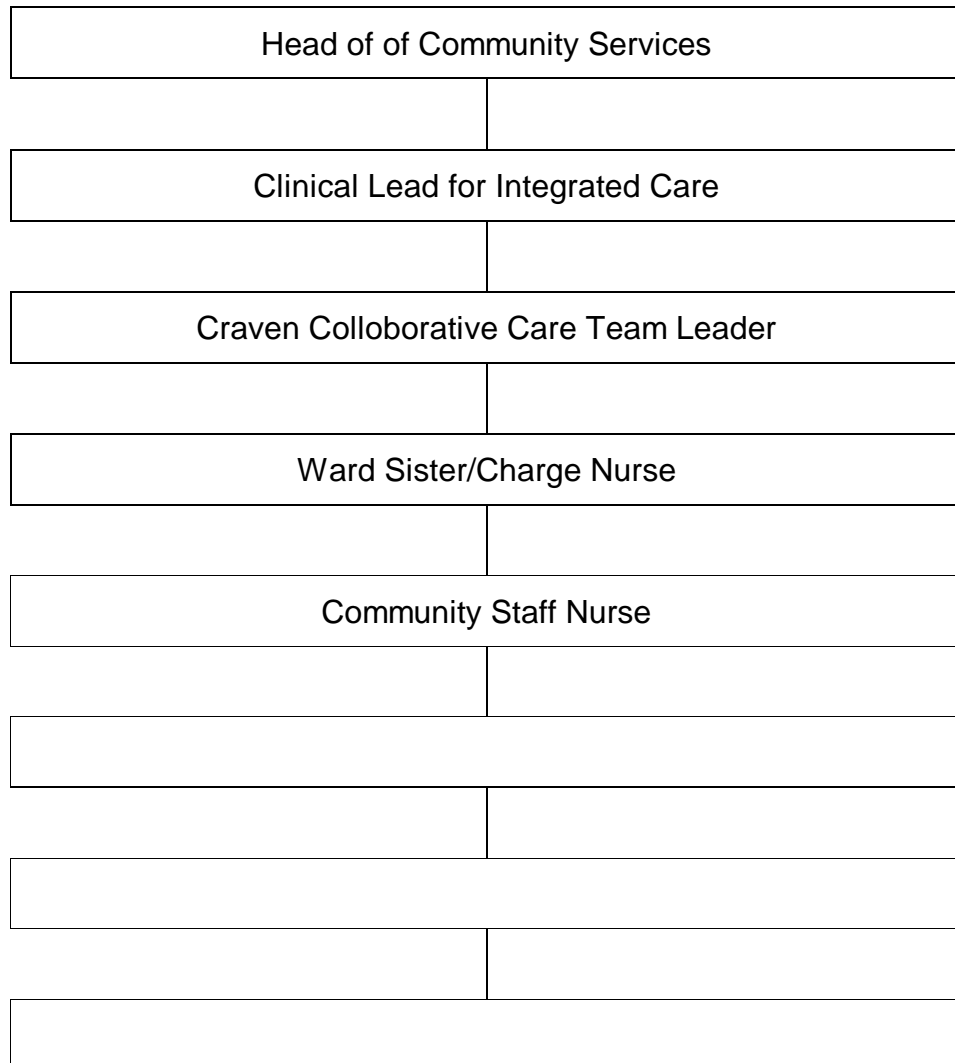 Head of of Community Services
Clinical Lead for Integrated Care
Craven Colloborative Care Team Leader
Ward Sister/Charge Nurse
Community Staff Nurse